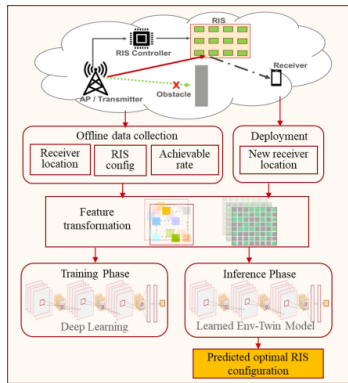 RIS
RIS Controller
Receiver
X
AP / Transmitter
Obstacle
Offline data collection
Receiver
location
RIS
config
Achievable
rate
Deployment
New receiver
location
Feature
transformation
Training Phase
Deep Learning
Inference Phase
Learned Env-Twin Model
Predicted optimal RIS
configuration